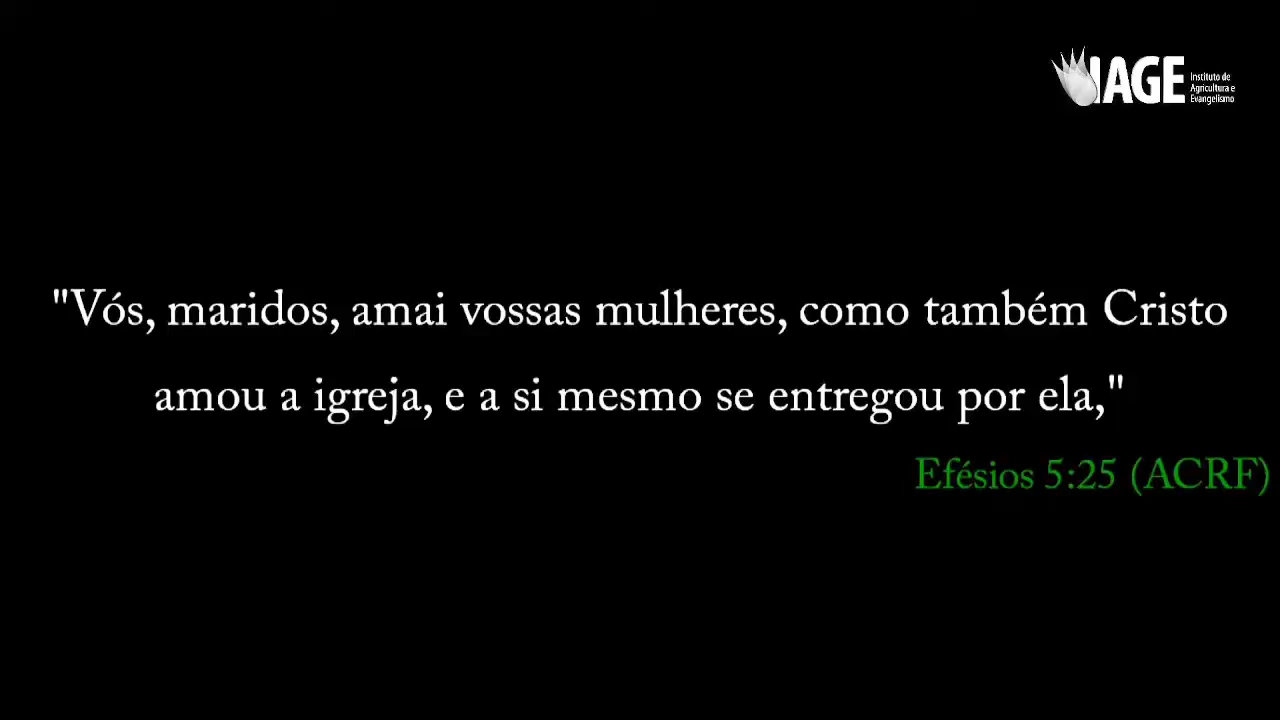 IAGE
Instituto de
Agricultura e
Evangelismo
"Vós, maridos, amai vossas mulheres, como também Cristo
amou a igreja, e a si mesmo se entregou por ela,"
Efésios 5:25 (ACRF)